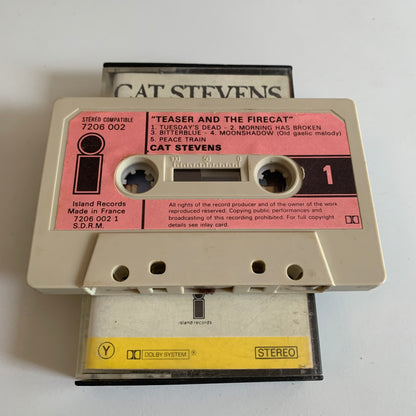 CAT STEVENS
STEREO COMPATIBLE
7206 002
"TEASER AND THE FIRECAT"
1. TUESDAY'S DEAD - 2. MORNING HAS BROKEN
3. BITTERBLUE - 4. MOONSHADOW (Old gaelic melody)
5. PEACE TRAIN
CAT STEVENS
1
Island Records
Made in France
7206 002 1
S.D.R.M.
All rights of the record producer and of the owner of the work
reproduced reserved. Copying public performances and
broadcasting of this recording prohibited. For full copyright
details see inlay card.
island records
Y
DOLBY SYSTEM
STEREO